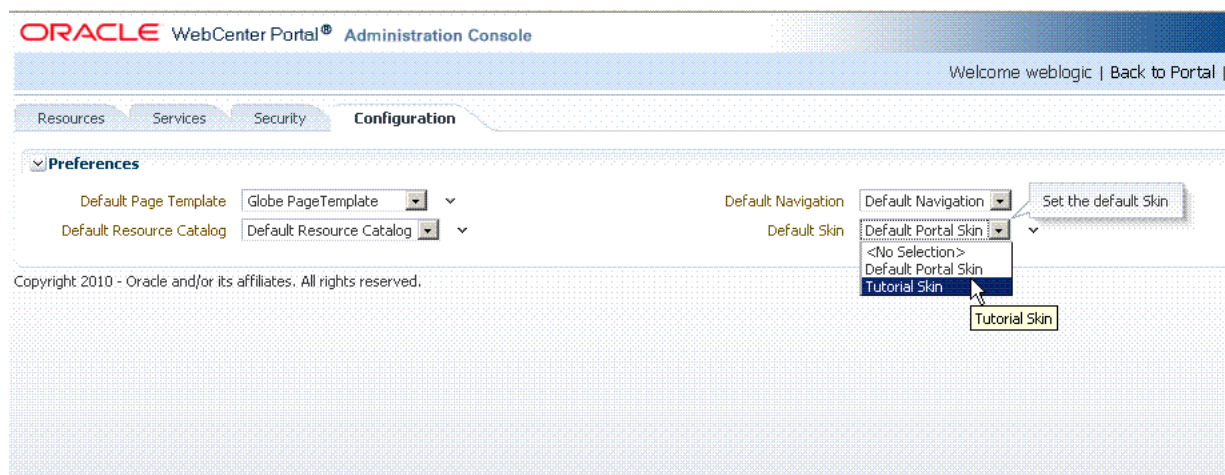 ORACLE WebCenter Portal® Administration Console
Welcome weblogic | Back to Portal |
Resources Services Security Configuration
Preferences
Default Page Template Globe PageTemplate Default Navigation Default Navigation Set the default Skin
Default Resource Catalog Default Resource Catalog Default Skin Default Portal Skin
<No Selection>
Default Portal Skin
Tutorial Skin
Tutorial Skin
Copyright 2010 - Oracle and/or its affiliates. All rights reserved.